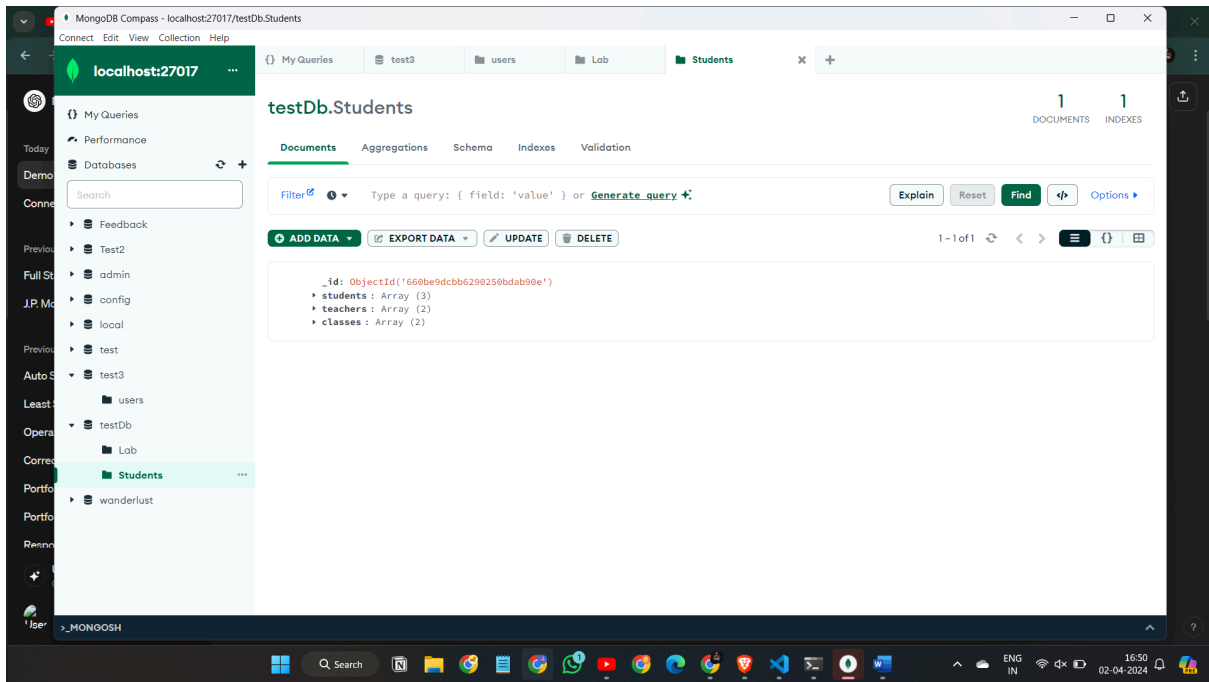 MongoDB Compass - localhost:27017/testDb.Students
Connect Edit View Collection Help
localhost:27017 ...
{} My Queries
Performance
Databases
Search
Feedback
Test2
admin
config
local
test
test3
users
testDb
Lab
Students
wanderlust
{} My Queries test3 users Lab Students
testDb.Students
1 DOCUMENTS
1 INDEXES
Documents Aggregations Schema Indexes Validation
Filter Type a query: { field: 'value' } or Generate query Explain Reset Find </> Options
ADD DATA EXPORT DATA UPDATE DELETE 1 - 1 of 1 {}
_id: ObjectId('660be9dcbb6290250bdab90e')
students : Array (3)
teachers : Array (2)
classes : Array (2)
>_MONGOSH
Today
Demo
Conne
Previou
Full St
J.P. Mo
Previou
Auto S
Least
Opera
Correc
Portfo
Portfo
Respo
User
?
Search 1 ENG IN 16:50 02-04-2024